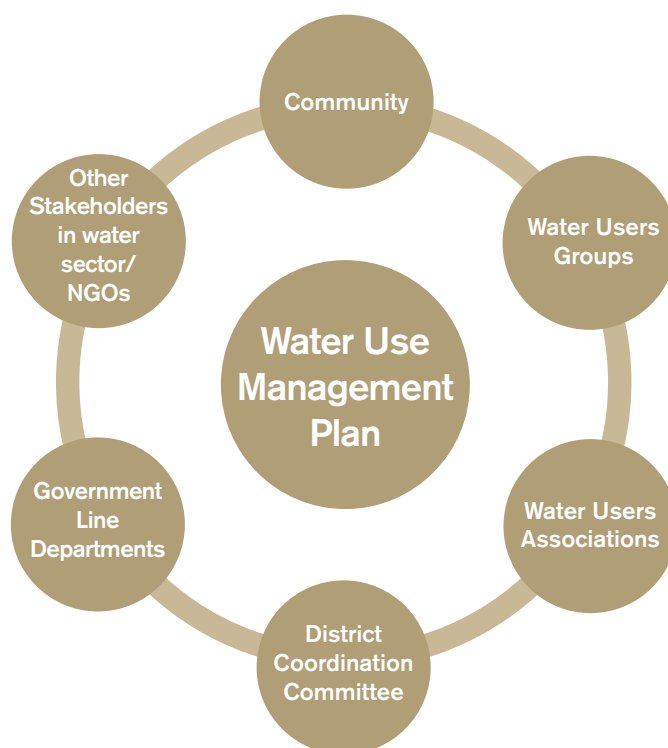 Community
Water Users
Groups
Water Users
Associations
District
Coordination
Committee
Government
Line
Departments
Other
Stakeholders
in water
sector/
NGOs
Water Use
Management
Plan